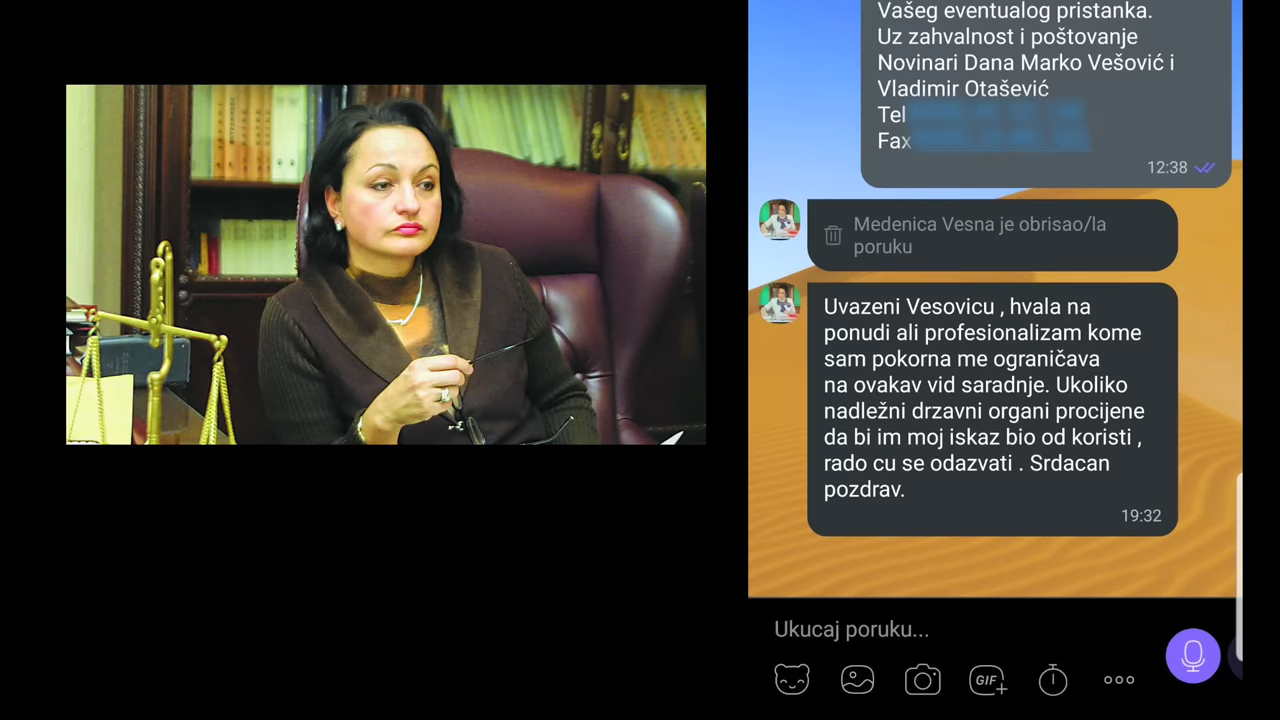 Vašeg eventualog pristanka.
Uz zahvalnost i poštovanje
Novinari Dana Marko Vešović i
Vladimir Otašević
Tel
Fax
12:38
Medenica Vesna je obrisao/la
poruku
Uvazeni Vesovicu , hvala na
ponudi ali profesionalizam kome
sam pokorna me ograničava
na ovakav vid saradnje. Ukoliko
nadležni drzavni organi procijene
da bi im moj iskaz bio od koristi ,
rado cu se odazvati . Srdacan
pozdrav.
19:32
Ukucaj poruku...
GIF